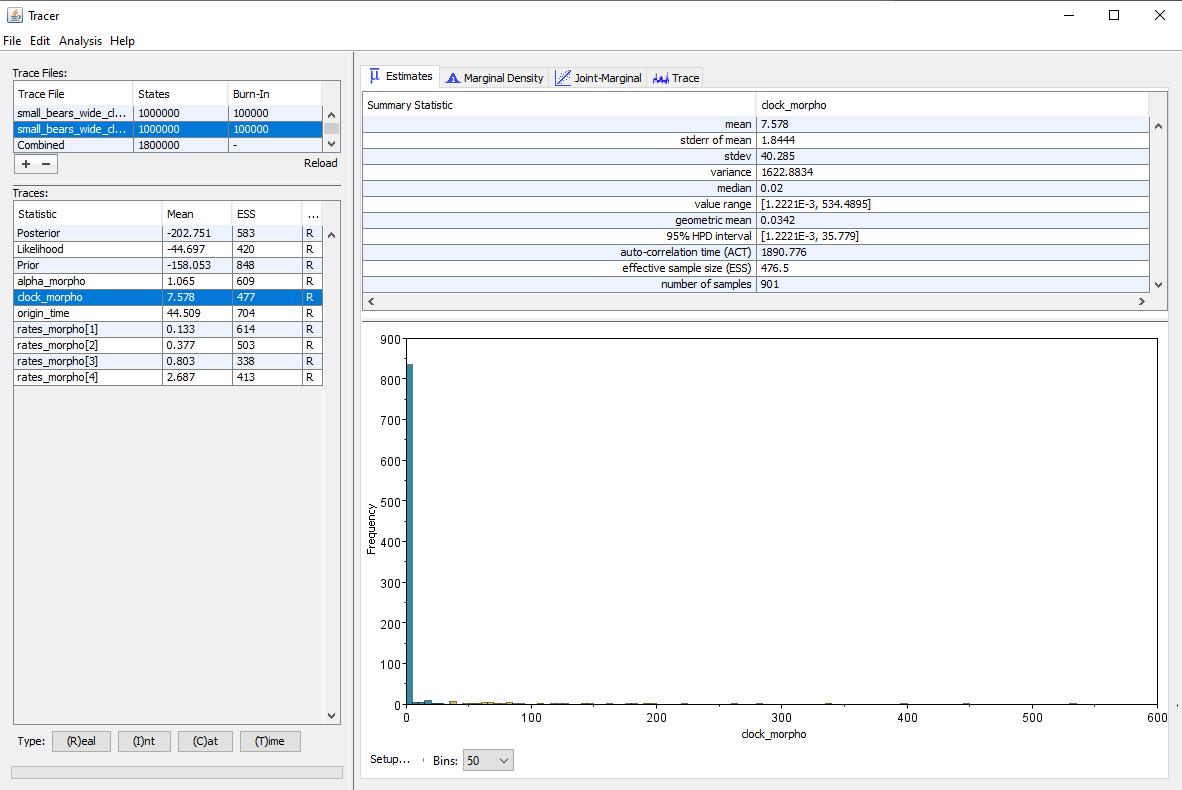 Tracer
File Edit Analysis Help
Trace Files:
Trace File States Burn-In
small_bears_wide_cl... 1000000 100000
small_bears_wide_cl... 1000000 100000
Combined 1800000 -
+ - Reload
Traces:
Statistic Mean ESS ...
Posterior -202.751 583 R
Likelihood -44.697 420 R
Prior -158.053 848 R
alpha_morpho 1.065 609 R
clock_morpho 7.578 477 R
origin_time 44.509 704 R
rates_morpho[1] 0.133 614 R
rates_morpho[2] 0.377 503 R
rates_morpho[3] 0.803 338 R
rates_morpho[4] 2.687 413 R
Type: (R)eal (I)nt (C)at (T)ime
μ Estimates Marginal Density Joint-Marginal Trace
Summary Statistic clock_morpho
mean 7.578
stderr of mean 1.8444
stdev 40.285
variance 1622.8834
median 0.02
value range [1.2221E-3, 534.4895]
geometric mean 0.0342
95% HPD interval [1.2221E-3, 35.779]
auto-correlation time (ACT) 1890.776
effective sample size (ESS) 476.5
number of samples 901
900
800
700
600
500
400
300
200
100
0
Frequency
0 100 200 300 400 500 600
clock_morpho
Setup... Bins: 50